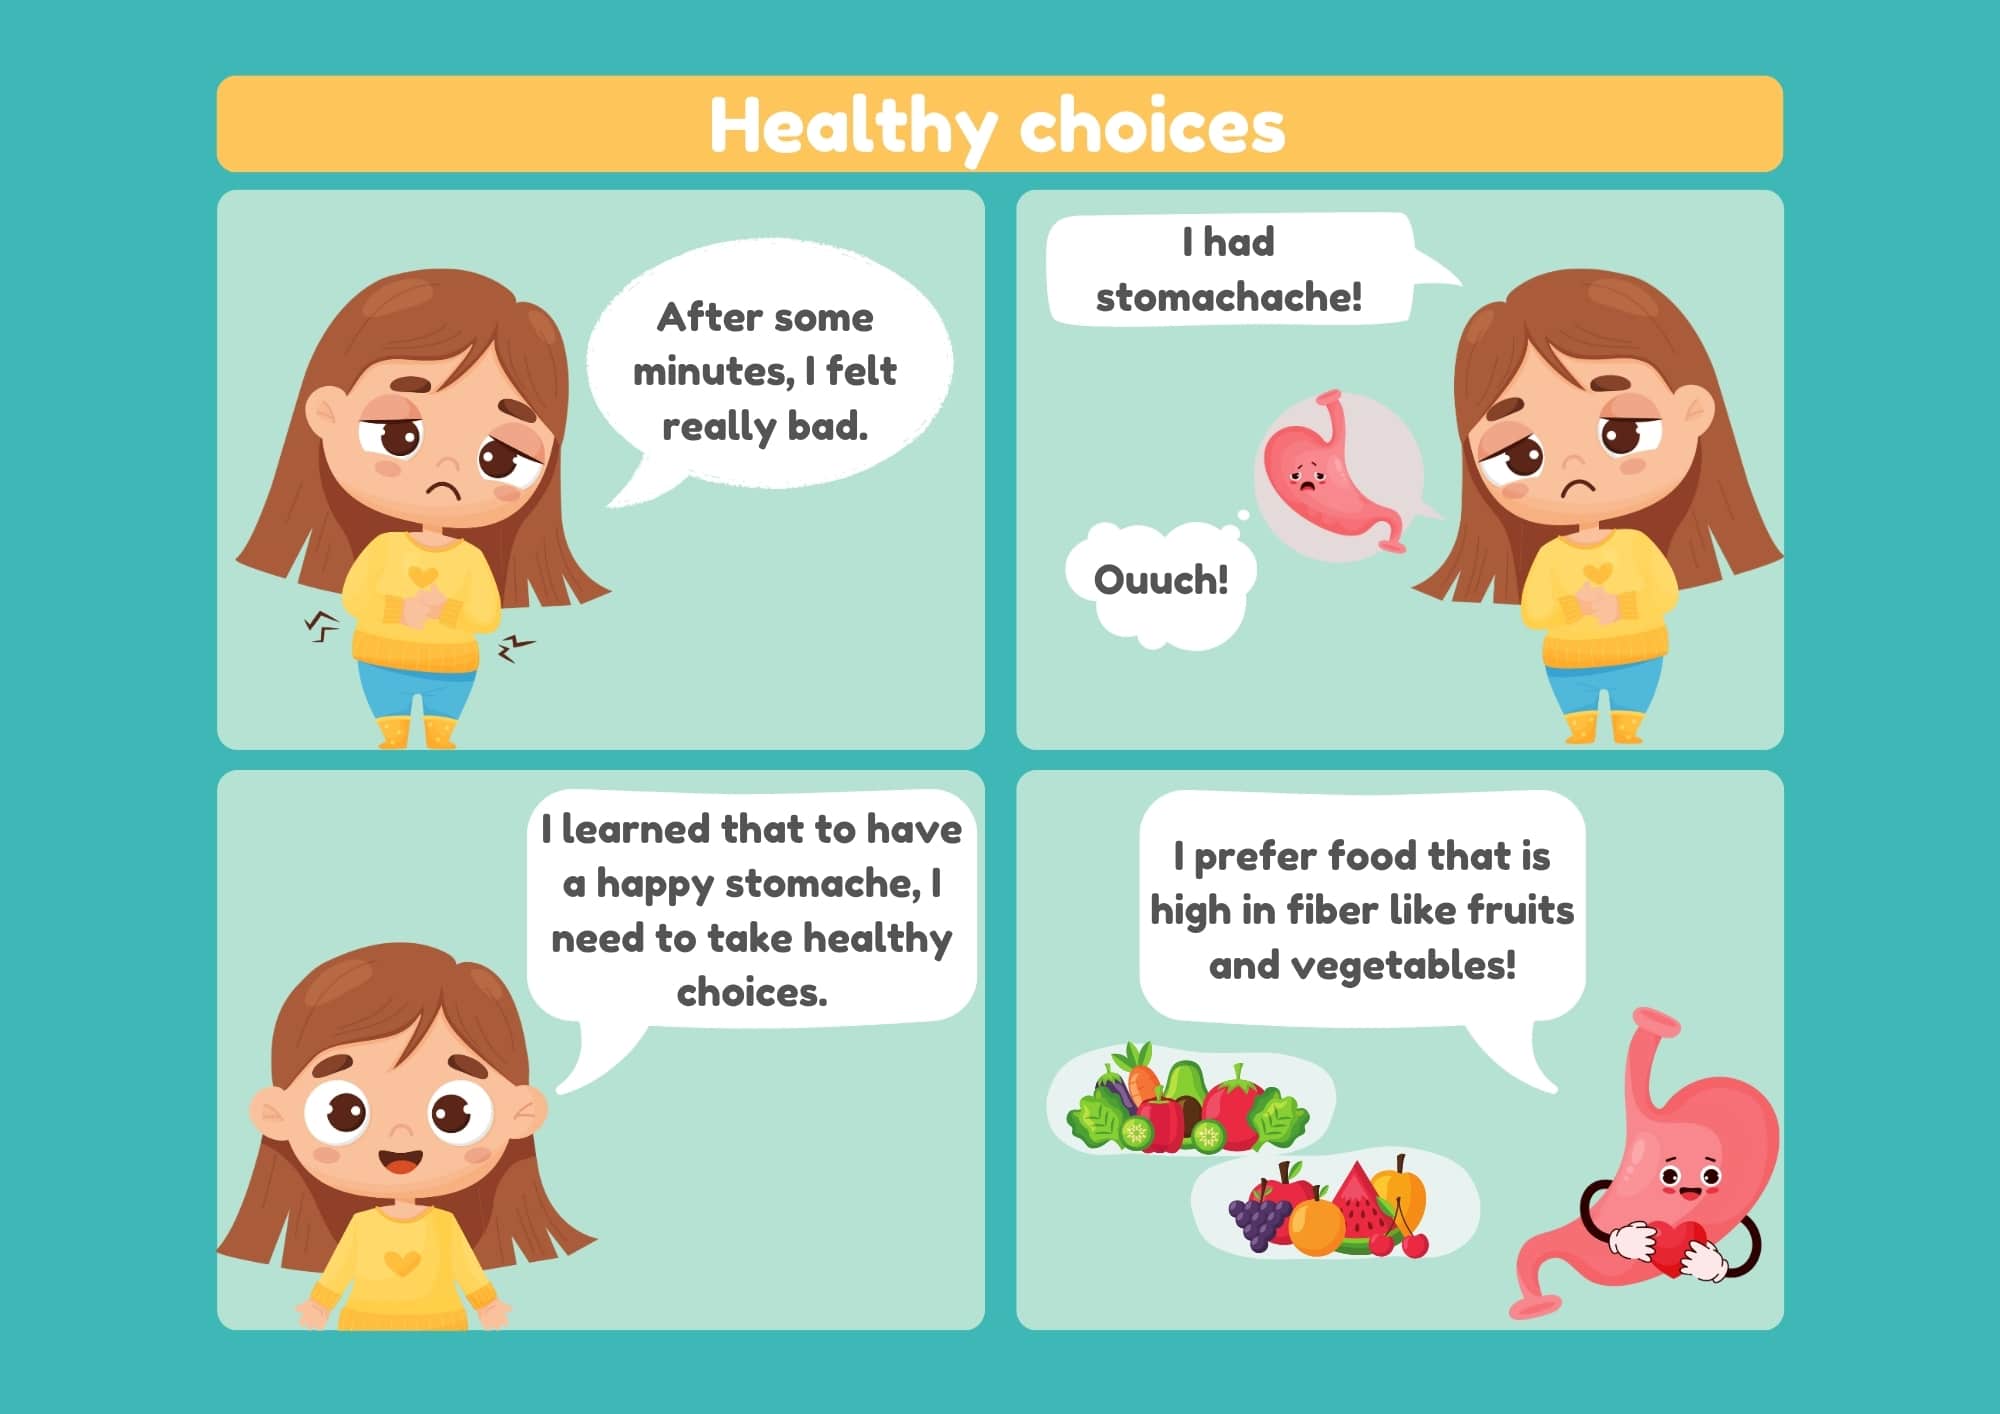 Healthy choices
After some
minutes, I felt
really bad.
I had
stomachache!
Ouuch!
I learned that to have
a happy stomache, I
need to take healthy
choices.
I prefer food that is
high in fiber like fruits
and vegetables!